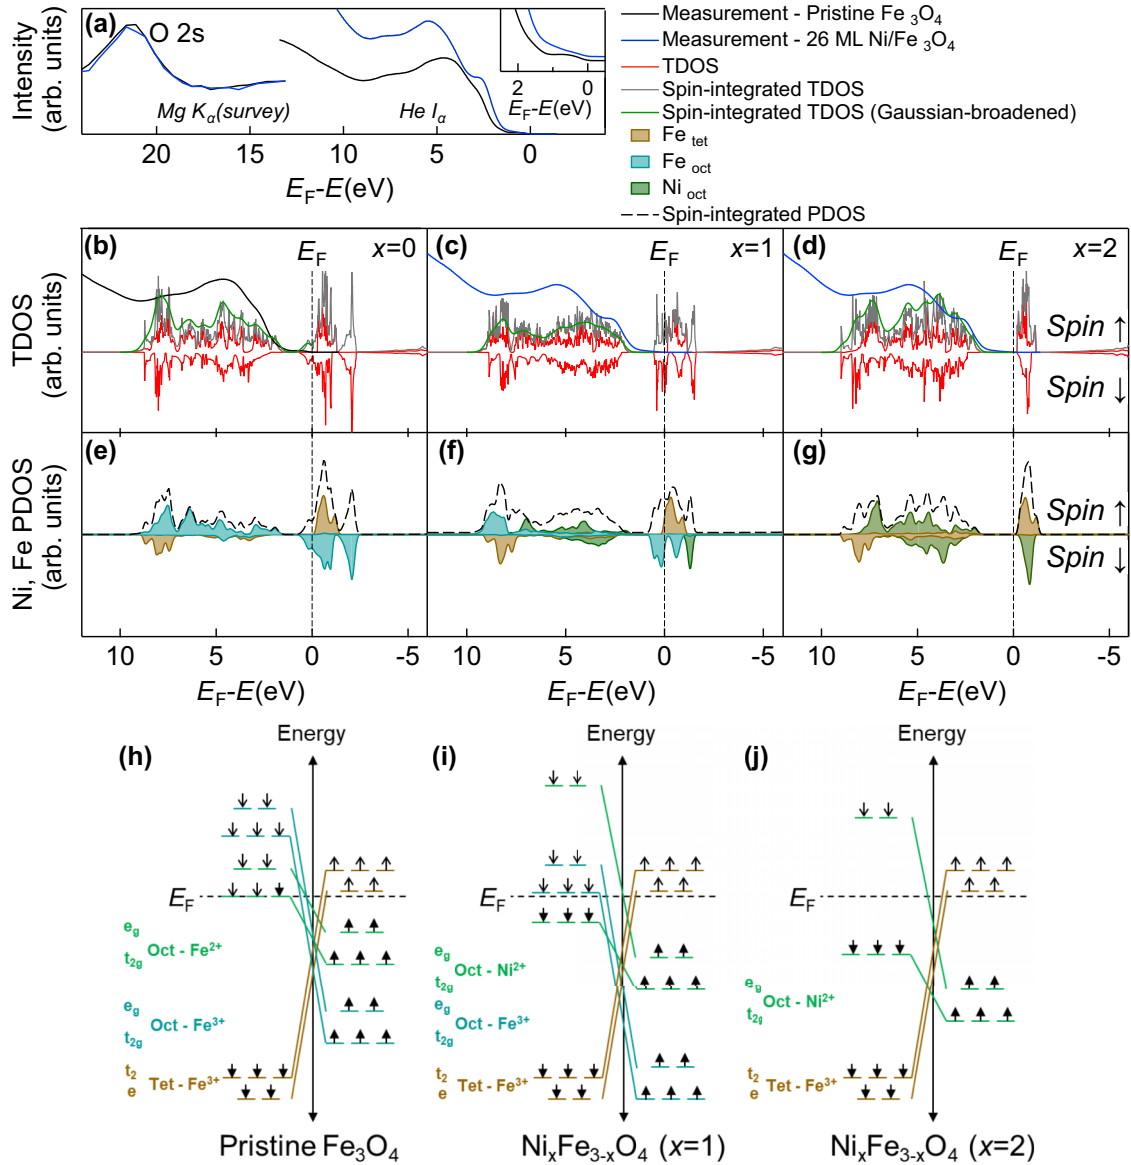 (a)
O 2s
Mg Kα(survey)
He Iα
Intensity
(arb. units)
20
15
10
5
0
EF-E(eV)
2
0
EF-E(eV)
Measurement - Pristine Fe3O4
Measurement - 26 ML Ni/Fe3O4
TDOS
Spin-integrated TDOS
Spin-integrated TDOS (Gaussian-broadened)
Fe tet
Fe oct
Ni oct
Spin-integrated PDOS
(b)
EF
x=0
(c)
EF
x=1
(d)
EF
x=2
TDOS
(arb. units)
Spin ↑
Spin ↓
(e)
(f)
(g)
Ni, Fe PDOS
(arb. units)
Spin ↑
Spin ↓
10
5
0
10
5
0
10
5
0
-5
EF-E(eV)
EF-E(eV)
EF-E(eV)
(h)
Energy
EF
eg
t2g
Oct - Fe2+
eg
t2g
Oct - Fe3+
t2
e
Tet - Fe3+
Pristine Fe3O4
(i)
Energy
EF
eg
t2g
Oct - Ni2+
eg
t2g
Oct - Fe3+
t2
e
Tet - Fe3+
NixFe3-xO4 (x=1)
(j)
Energy
EF
eg
t2g
Oct - Ni2+
t2
e
Tet - Fe3+
NixFe3-xO4 (x=2)